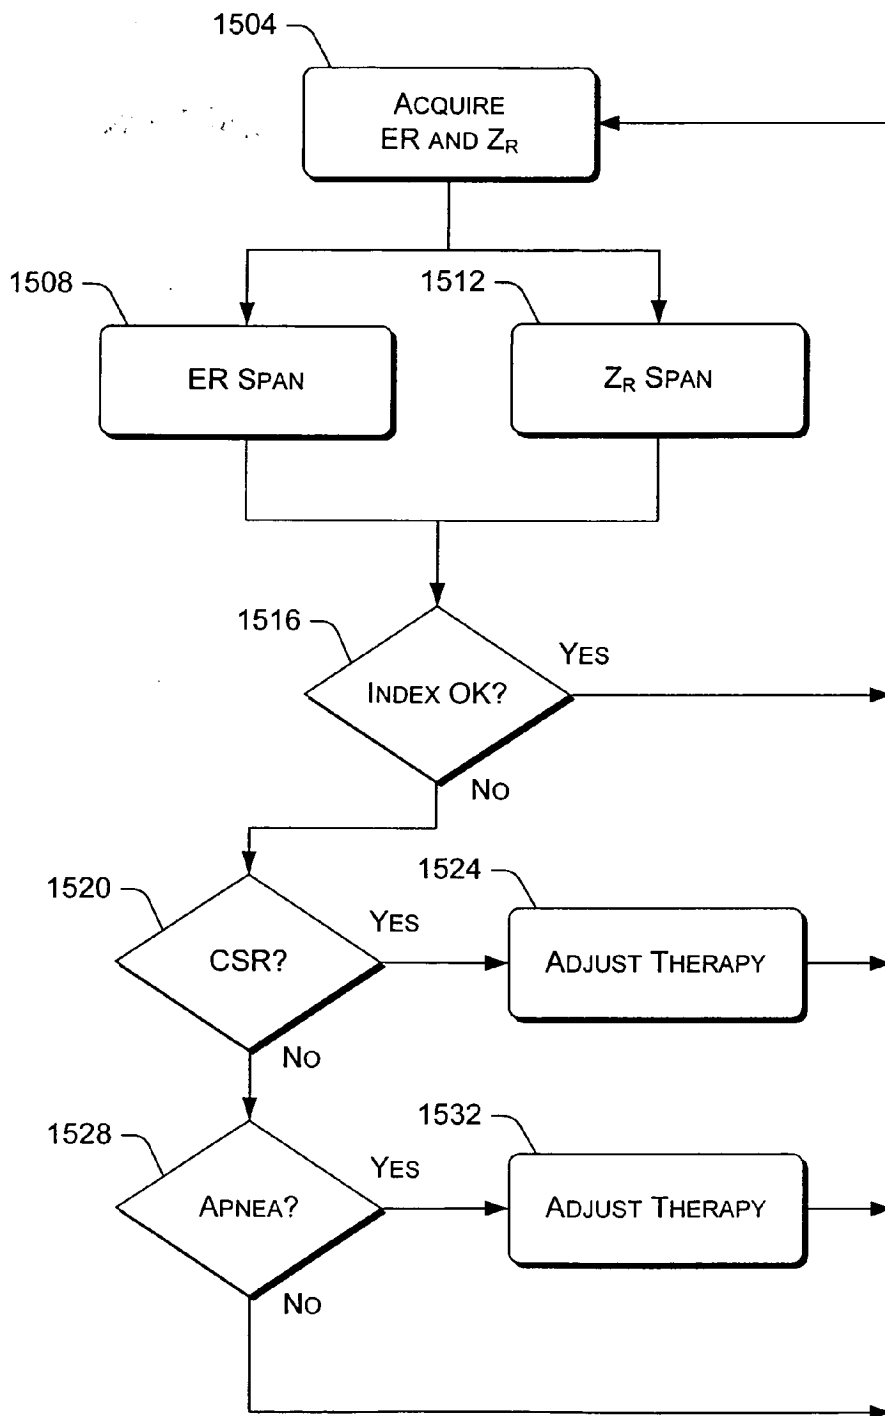 1504
ACQUIRE
ER AND ZR
1508
1512
ER SPAN
ZR SPAN
1516
YES
INDEX OK?
NO
1520
1524
YES
CSR?
ADJUST THERAPY
NO
1528
1532
YES
APNEA?
ADJUST THERAPY
NO